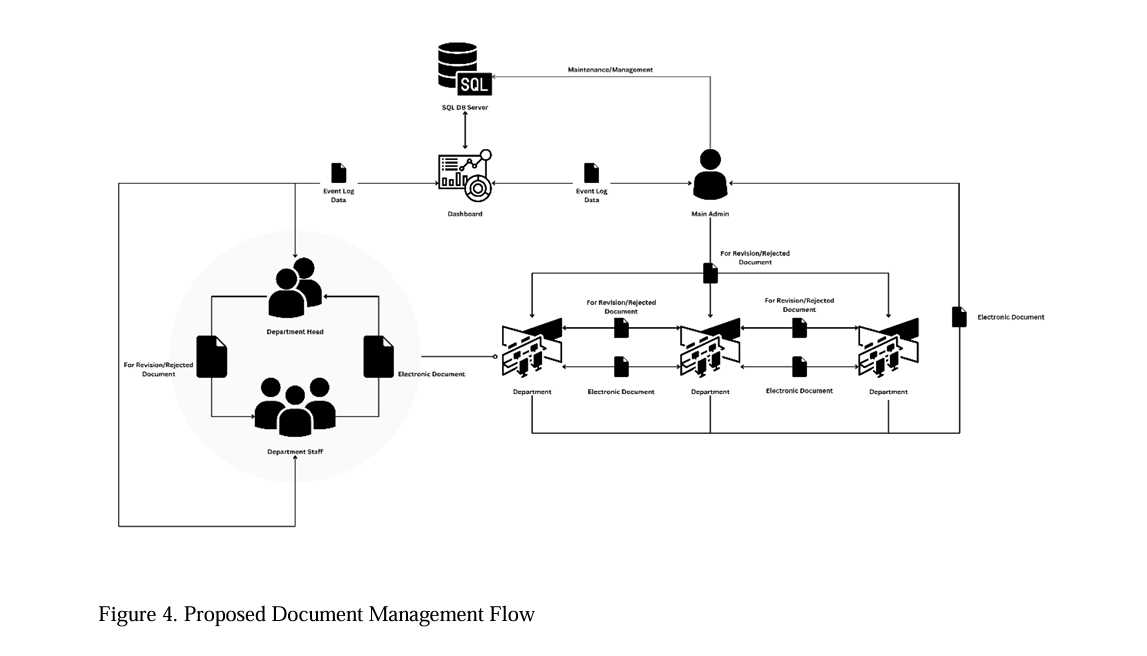 Maintenance/Management
SQL
SQL DB Server
Event Log
Data
Event Log
Data
Dashboard
Main Admin
For Revision/Rejected
Document
For Revision/Rejected
Document
For Revision/Rejected
Document
Electronic Document
Department Head
For Revision/Rejected
Document
Electronic Document
Department
Electronic Document
Department
Electronic Document
Department
Department Staff
Figure 4. Proposed Document Management Flow